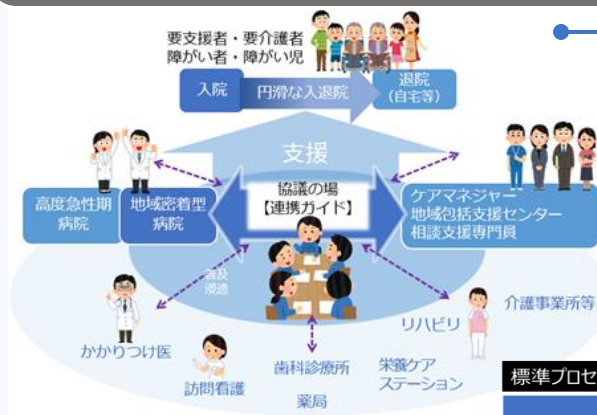 要支援者・要介護者
障がい者・障がい児
入院
円滑な入退院
退院
(自宅等)
支援
高度急性期
病院
地域密着型
病院
協議の場
【連携ガイド】
ケアマネジャー
地域包括支援センター
相談支援専門員
普及
浸透
かかりつけ医
訪問看護
歯科診療所
薬局
栄養ケア
ステーション
リハビリ
介護事業所等
標準プロセ